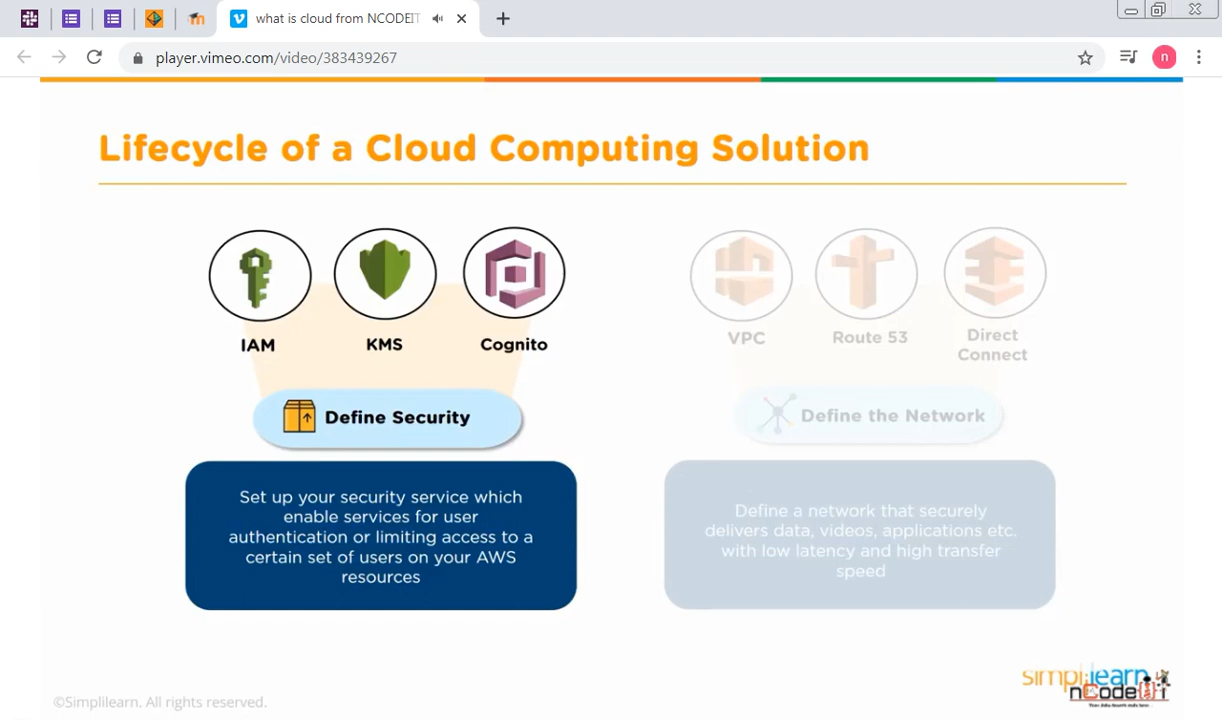 what is cloud from NCODEIT
player.vimeo.com/video/383439267
n
Lifecycle of a Cloud Computing Solution
IAM
KMS
Cognito
Define Security
Set up your security service which
enable services for user
authentication or limiting access to a
certain set of users on your AWS
resources
VPC
Route 53
Direct
Connect
Define the Network
Define a network that securely
delivers data, videos, applications etc.
with low latency and high transfer
speed
©Simplilearn. All rights reserved.
simplilearn